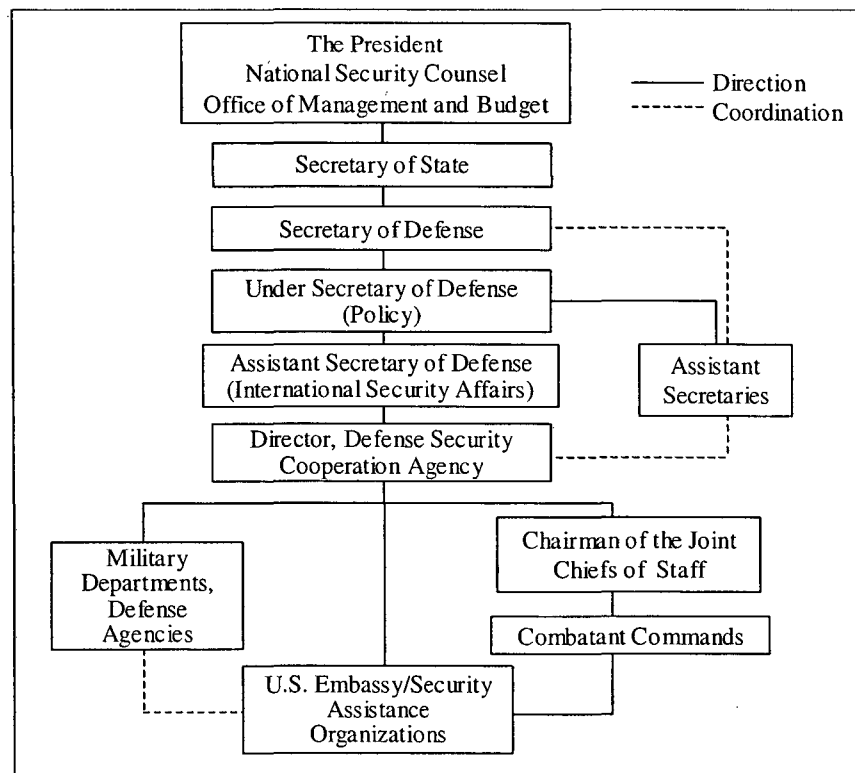 The President
National Security Counsel
Office of Management and Budget
Direction
Coordination
Secretary of State
Secretary of Defense
Under Secretary of Defense
(Policy)
Assistant Secretary of Defense
(International Security Affairs)
Assistant
Secretaries
Director, Defense Security
Cooperation Agency
Military
Departments,
Defense
Agencies
Chairman of the Joint
Chiefs of Staff
Combatant Commands
U.S. Embassy/Security
Assistance
Organizations